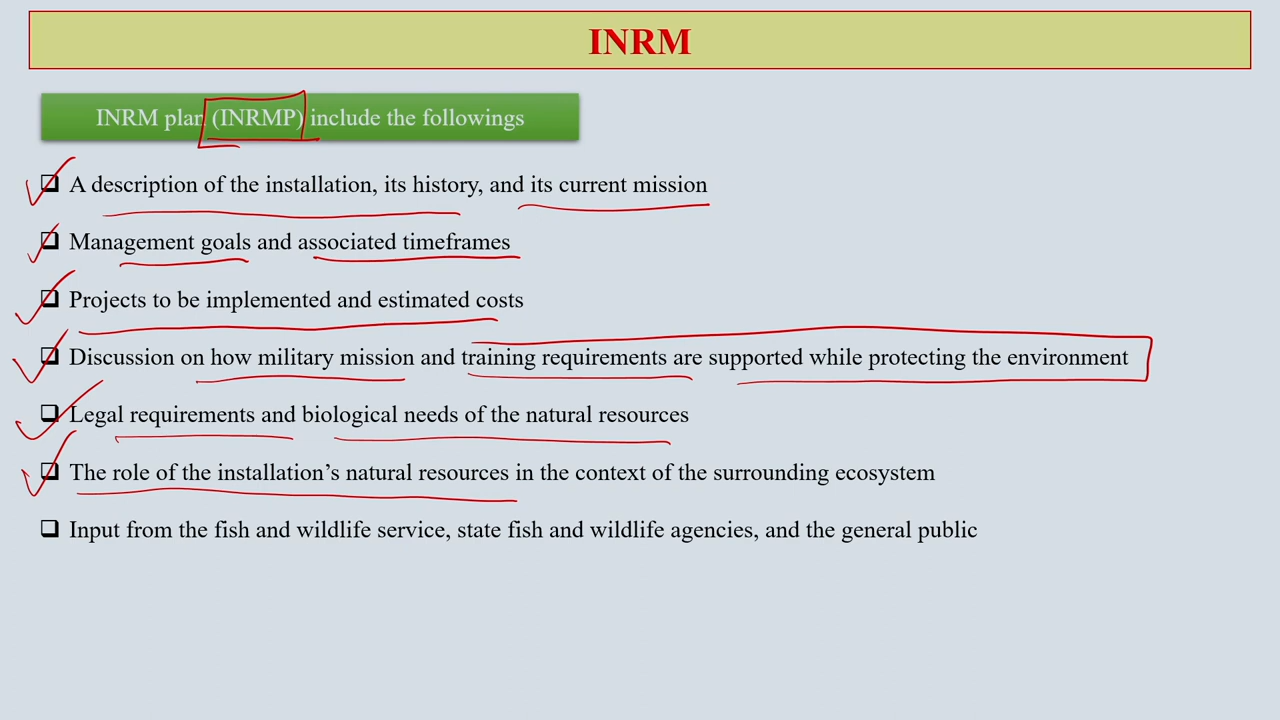 INRM
INRM plan (INRMP) include the followings
A description of the installation, its history, and its current mission
Management goals and associated timeframes
Projects to be implemented and estimated costs
Discussion on how military mission and training requirements are supported while protecting the environment
Legal requirements and biological needs of the natural resources
The role of the installation’s natural resources in the context of the surrounding ecosystem
Input from the fish and wildlife service, state fish and wildlife agencies, and the general public